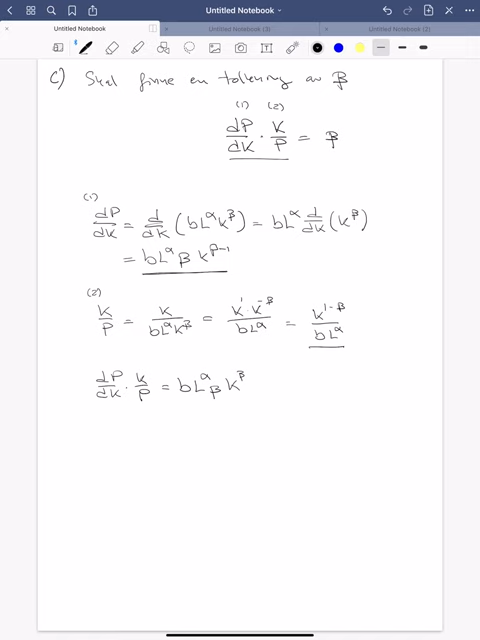 Untitled Notebook
Untitled Notebook
Untitled Notebook (3)
Untitled Notebook (2)
c) Skal finne en tolkning av β
(1) (2)
dP/dK · K/P = β
(1)
dP/dK = d/dK (bL^α K^β) = bL^α d/dK (K^β)
= bL^α β K^(β-1)
(2)
K/P = K/(bL^α K^β) = (K^1 · K^-β)/(bL^α) = K^(1-β)/(bL^α)
dP/dK · K/P = bL^α β K^β